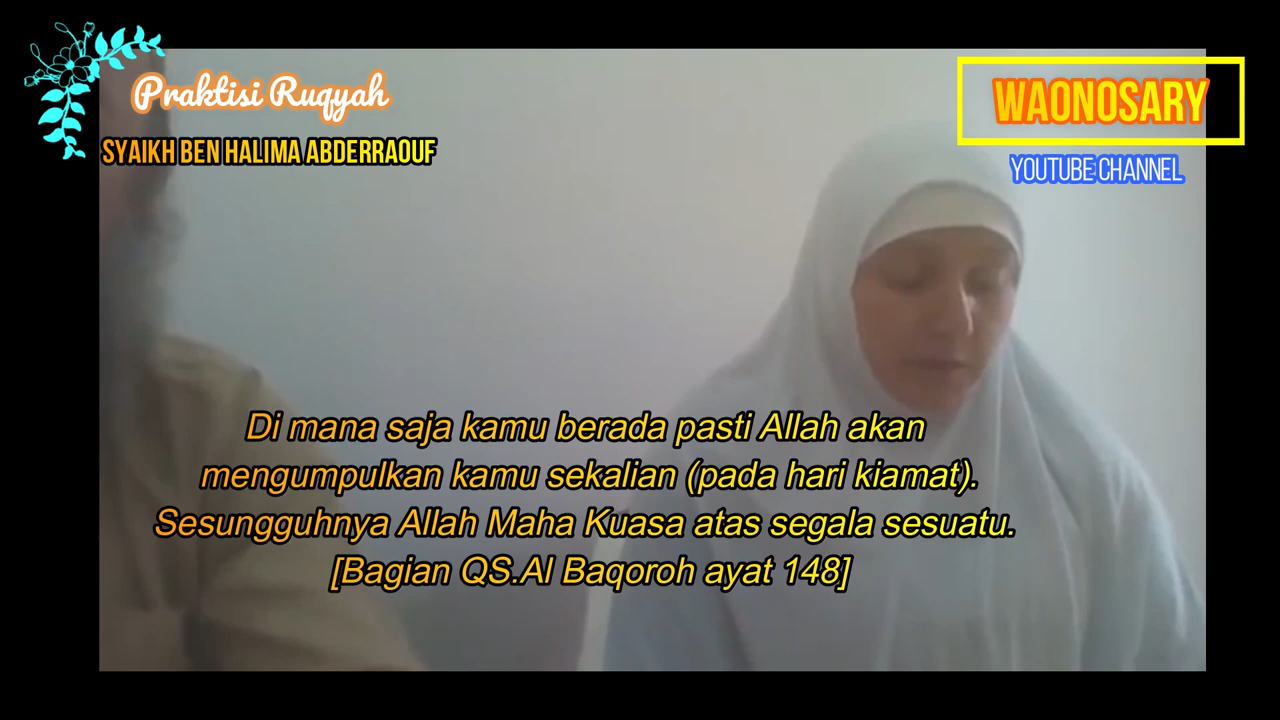 Praktisi Ruqyah
SYAIKH BEN HALIMA ABDERRAOUF
WAONOSARY
YOUTUBE CHANNEL
Di mana saja kamu berada pasti Allah akan
mengumpulkan kamu sekalian (pada hari kiamat).
Sesungguhnya Allah Maha Kuasa atas segala sesuatu.
[Bagian QS.Al Baqoroh ayat 148]